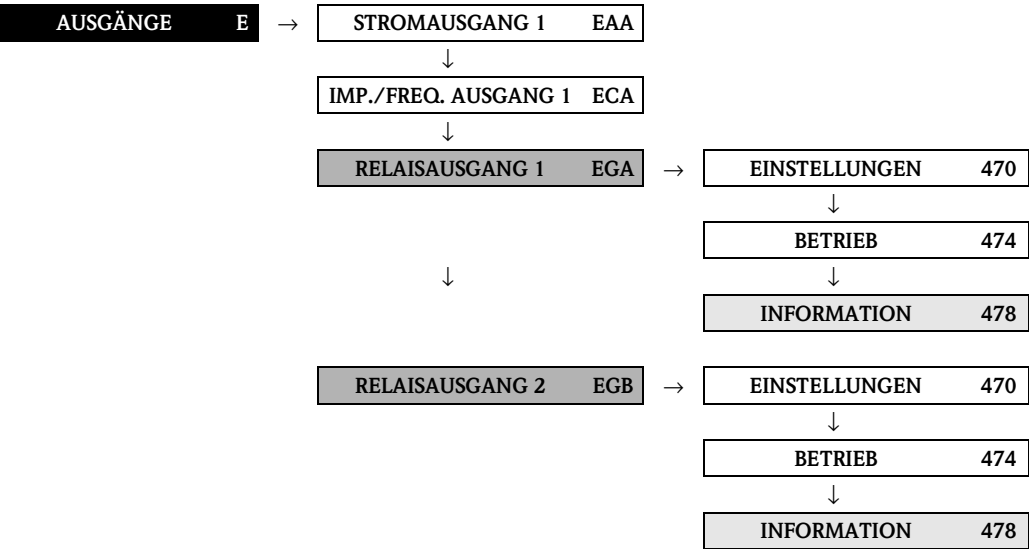 AUSGÄNGE E → STROMAUSGANG 1 EAA
↓
IMP./FREQ. AUSGANG 1 ECA
↓
RELAISAUSGANG 1 EGA → EINSTELLUNGEN 470
↓
BETRIEB 474
↓ ↓
INFORMATION 478
RELAISAUSGANG 2 EGB → EINSTELLUNGEN 470
↓
BETRIEB 474
↓
INFORMATION 478